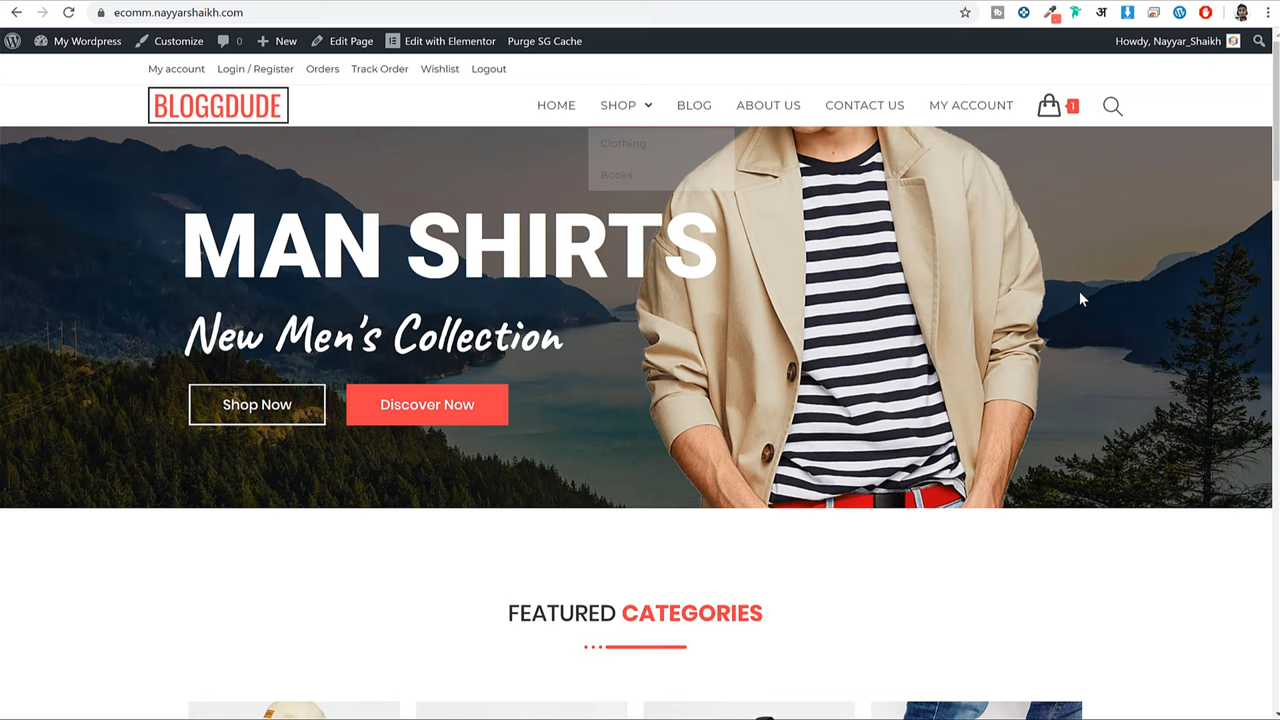 ecomm.nayyarshaikh.com
My Wordpress Customize 0 New Edit Page Edit with Elementor Purge SG Cache Howdy, Nayyar_Shaikh
My account Login / Register Orders Track Order Wishlist Logout
BLOGGDUDE HOME SHOP BLOG ABOUT US CONTACT US MY ACCOUNT 1
Clothing
Books
MAN SHIRTS
New Men's Collection
Shop Now Discover Now
FEATURED CATEGORIES